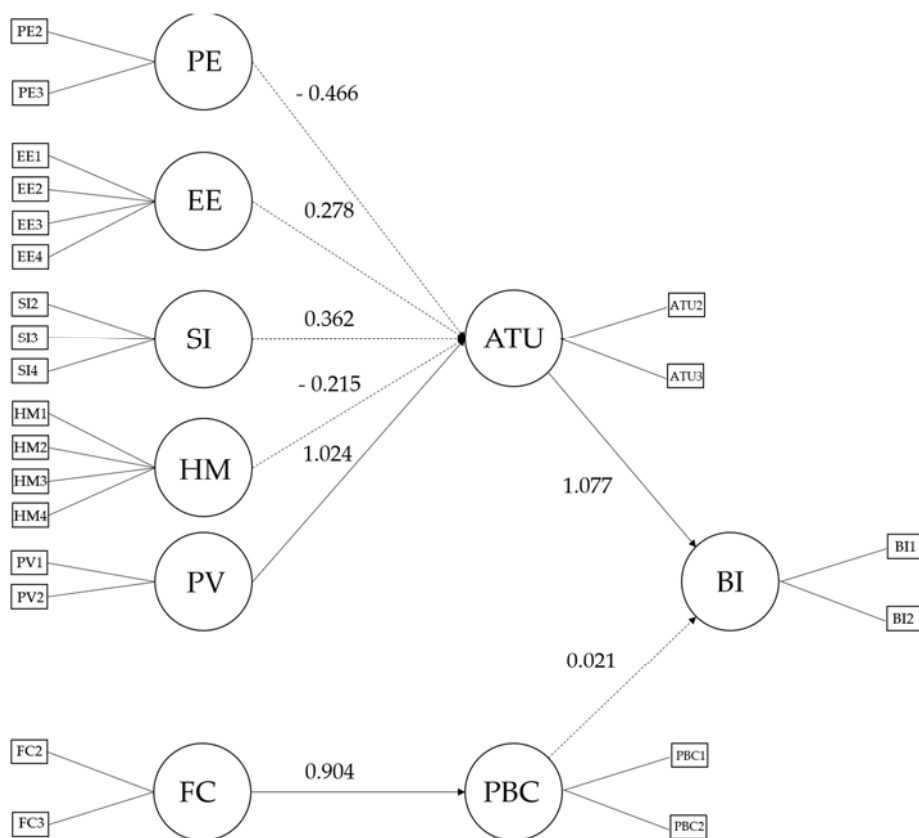 PE2
PE
PE3
- 0.466
EE1
EE2
EE
EE3
EE4
0.278
SI2
SI3
SI
SI4
0.362
ATU
ATU2
ATU3
HM1
HM2
HM
HM3
HM4
- 0.215
1.024
PV1
PV
PV2
1.077
BI
BI1
BI2
0.021
FC2
FC
FC3
0.904
PBC
PBC1
PBC2